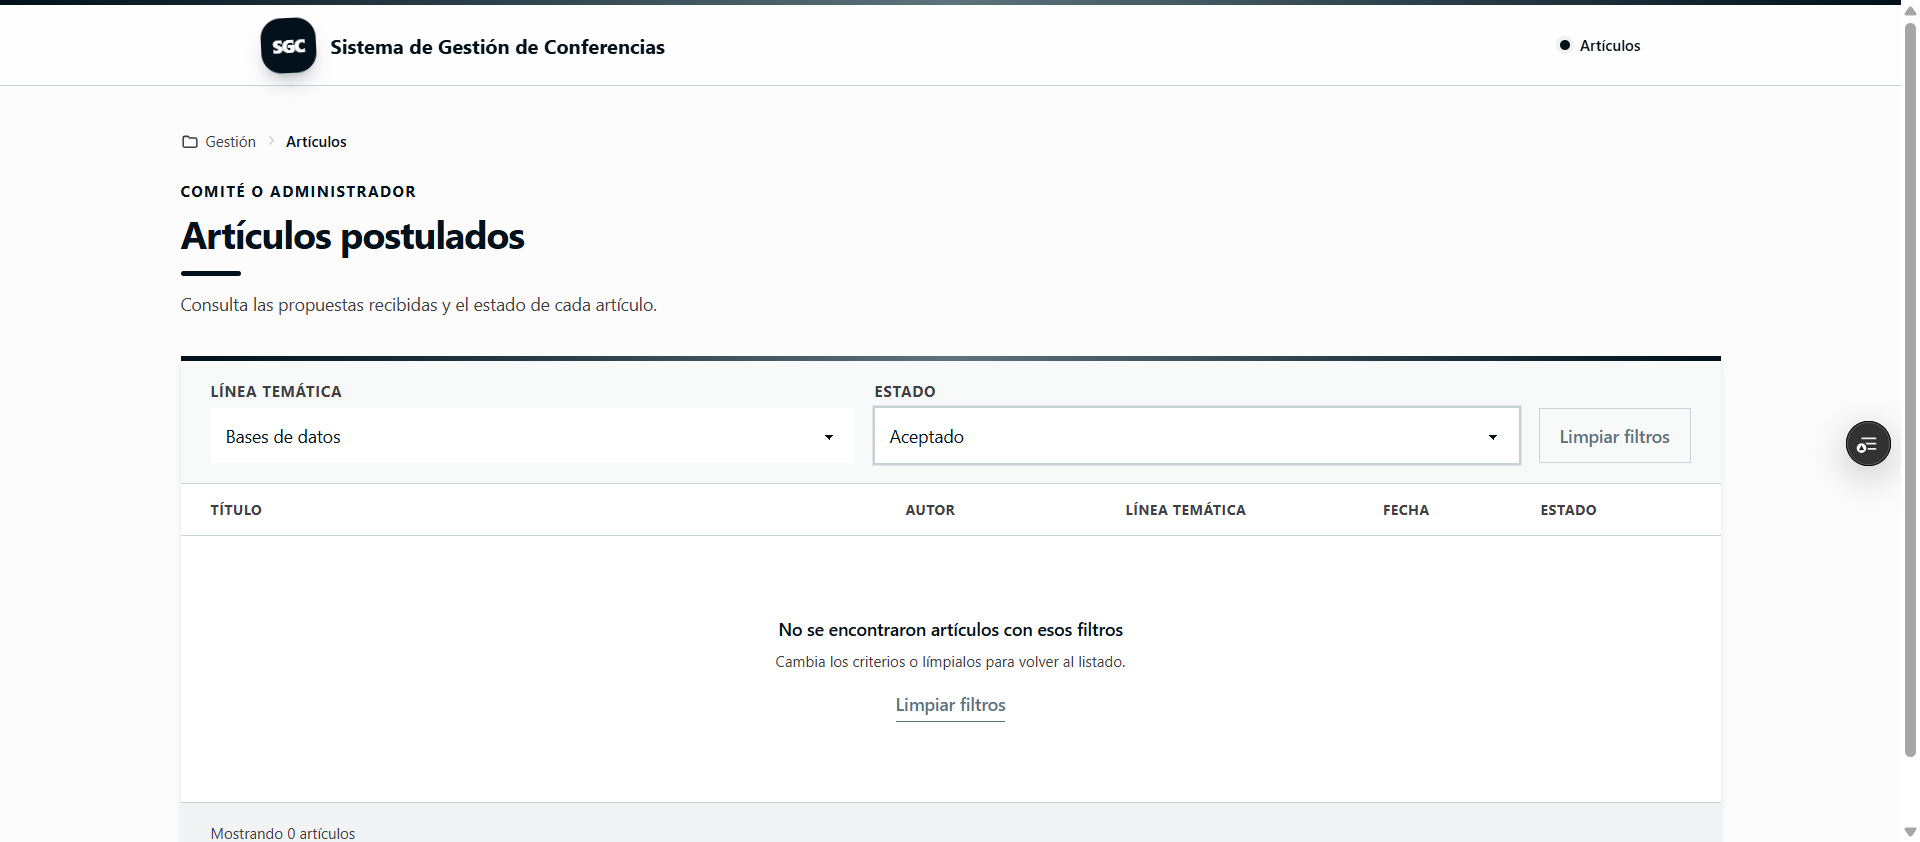 SGC
Sistema de Gestión de Conferencias
Artículos
Gestión
Artículos
COMITÉ O ADMINISTRADOR
Artículos postulados
Consulta las propuestas recibidas y el estado de cada artículo.
LÍNEA TEMÁTICA
ESTADO
Bases de datos
Aceptado
Limpiar filtros
TÍTULO
AUTOR
LÍNEA TEMÁTICA
FECHA
ESTADO
No se encontraron artículos con esos filtros
Cambia los criterios o límpialos para volver al listado.
Limpiar filtros
Mostrando 0 artículos